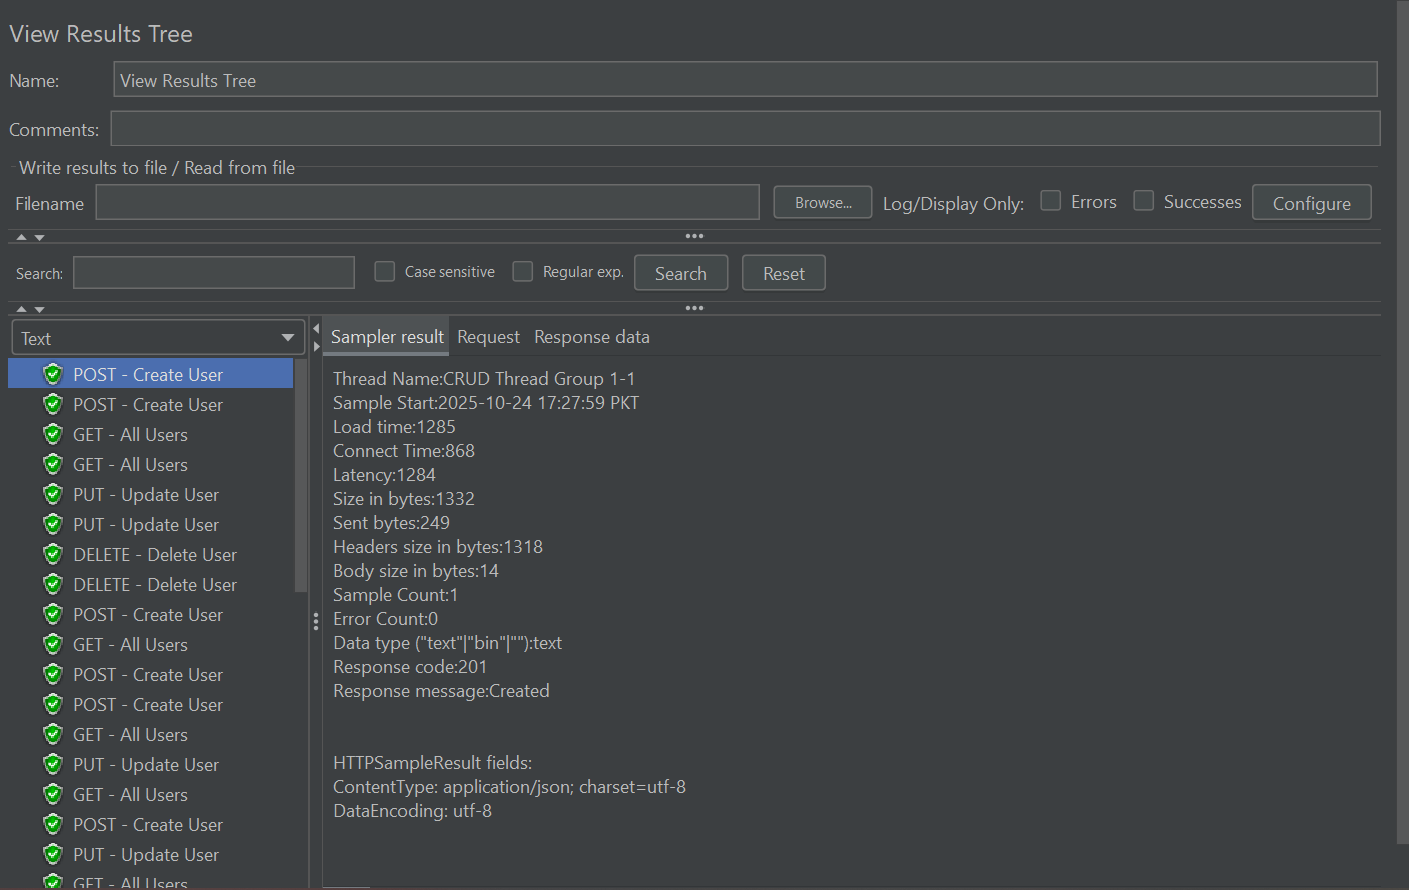 View Results Tree
Name: View Results Tree
Comments:
Write results to file / Read from file
Filename Browse... Log/Display Only: Errors Successes Configure
Search: Case sensitive Regular exp. Search Reset
Text
POST - Create User
POST - Create User
GET - All Users
GET - All Users
PUT - Update User
PUT - Update User
DELETE - Delete User
DELETE - Delete User
POST - Create User
GET - All Users
POST - Create User
POST - Create User
GET - All Users
PUT - Update User
GET - All Users
POST - Create User
PUT - Update User
GET - All Users
Sampler result Request Response data
Thread Name:CRUD Thread Group 1-1
Sample Start:2025-10-24 17:27:59 PKT
Load time:1285
Connect Time:868
Latency:1284
Size in bytes:1332
Sent bytes:249
Headers size in bytes:1318
Body size in bytes:14
Sample Count:1
Error Count:0
Data type ("text"|"bin"|""):text
Response code:201
Response message:Created
HTTPSampleResult fields:
ContentType: application/json; charset=utf-8
DataEncoding: utf-8